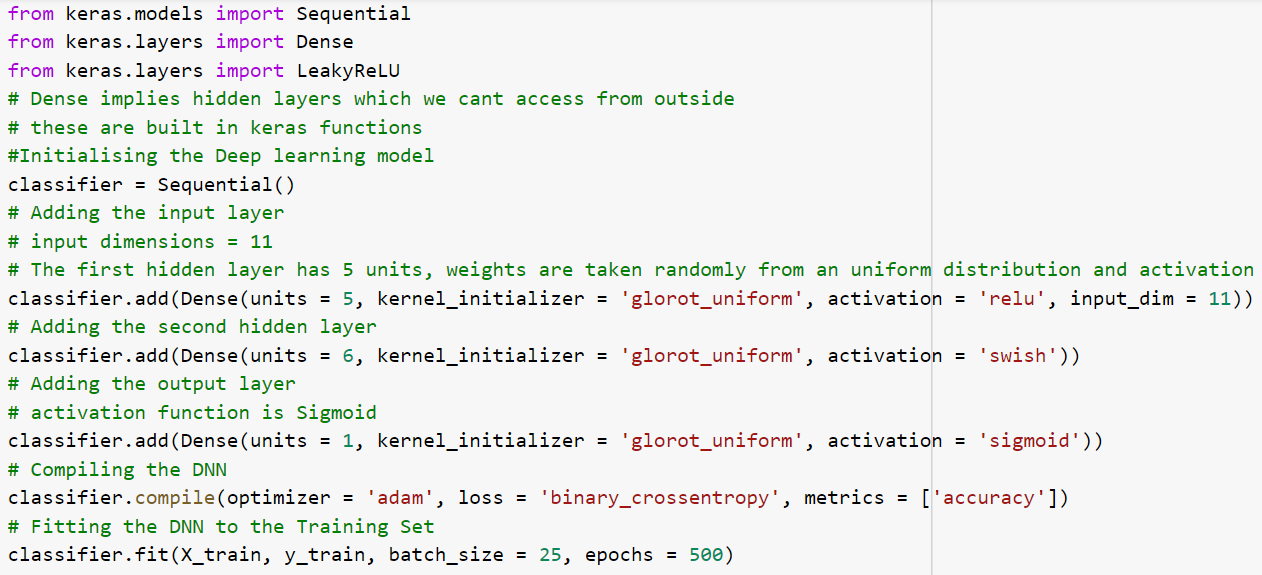 from keras.models import Sequential
from keras.layers import Dense
from keras.layers import LeakyReLU
# Dense implies hidden layers which we cant access from outside
# these are built in keras functions
#Initialising the Deep learning model
classifier = Sequential()
# Adding the input layer
# input dimensions = 11
# The first hidden layer has 5 units, weights are taken randomly from an uniform distribution and activation
classifier.add(Dense(units = 5, kernel_initializer = 'glorot_uniform', activation = 'relu', input_dim = 11))
# Adding the second hidden layer
classifier.add(Dense(units = 6, kernel_initializer = 'glorot_uniform', activation = 'swish'))
# Adding the output layer
# activation function is Sigmoid
classifier.add(Dense(units = 1, kernel_initializer = 'glorot_uniform', activation = 'sigmoid'))
# Compiling the DNN
classifier.compile(optimizer = 'adam', loss = 'binary_crossentropy', metrics = ['accuracy'])
# Fitting the DNN to the Training Set
classifier.fit(X_train, y_train, batch_size = 25, epochs = 500)